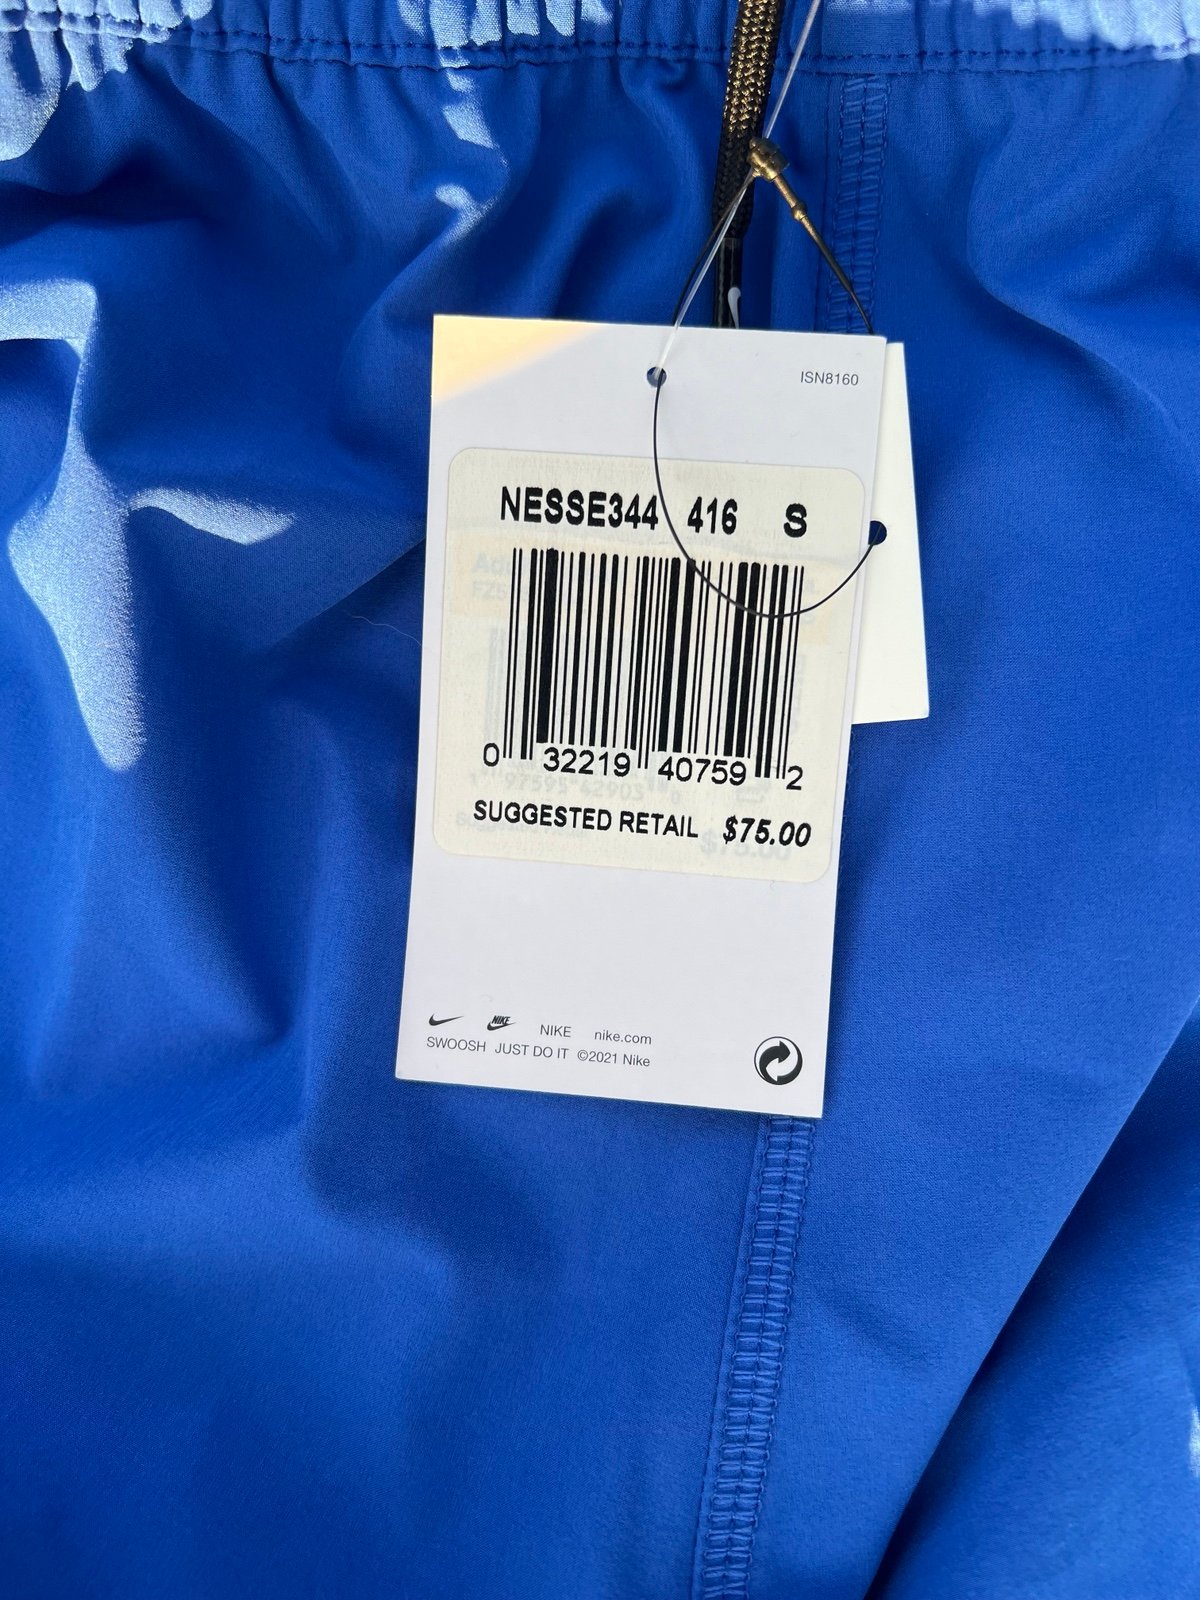 ISN8160
NESSE344 416 S
0 32219 40759 2
SUGGESTED RETAIL $75.00
NIKE NIKE nike.com
SWOOSH JUST DO IT ©2021 Nike